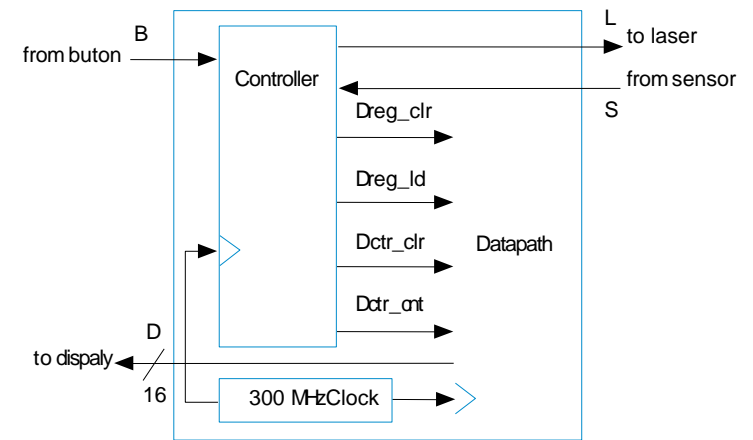 B
L
from buton
to laser
Controller
from sensor
S
Dreg_clr
Dreg_ld
Dctr_clr
Datapath
Dctr_cnt
D
to dispaly
16
300 MHzClock